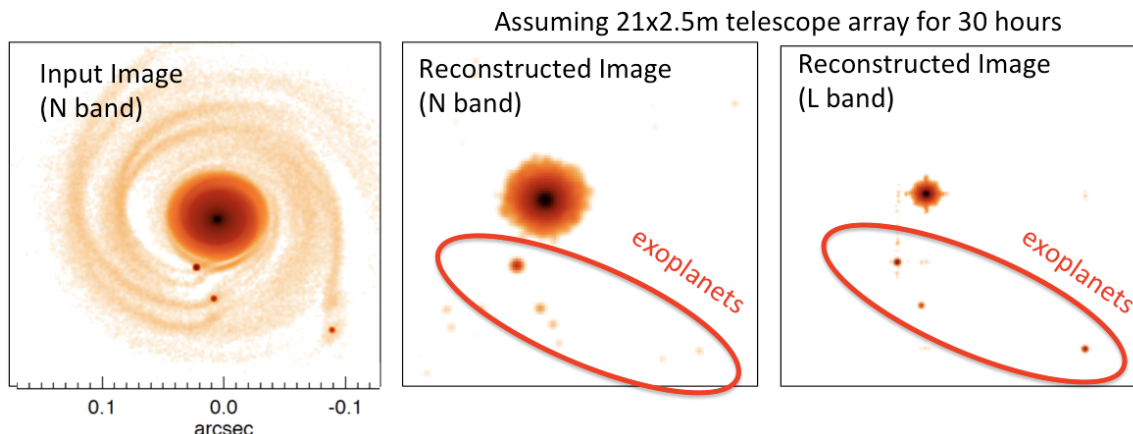 Assuming 21x2.5m telescope array for 30 hours
Input Image
(N band)
Reconstructed Image
(N band)
Reconstructed Image
(L band)
exoplanets
exoplanets
0.1 0.0 -0.1
arcsec